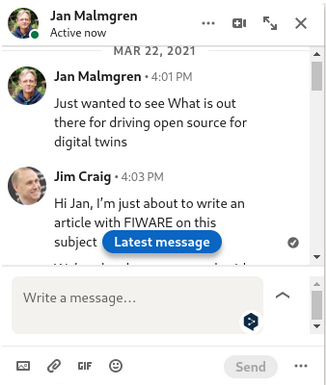 Jan Malmgren
Active now
MAR 22, 2021
Jan Malmgren • 4:01 PM
Just wanted to see What is out
there for driving open source for
digital twins
Jim Craig • 4:03 PM
Hi Jan, I’m just about to write an
article with FIWARE on this
subject
Latest message
Write a message...
GIF
Send